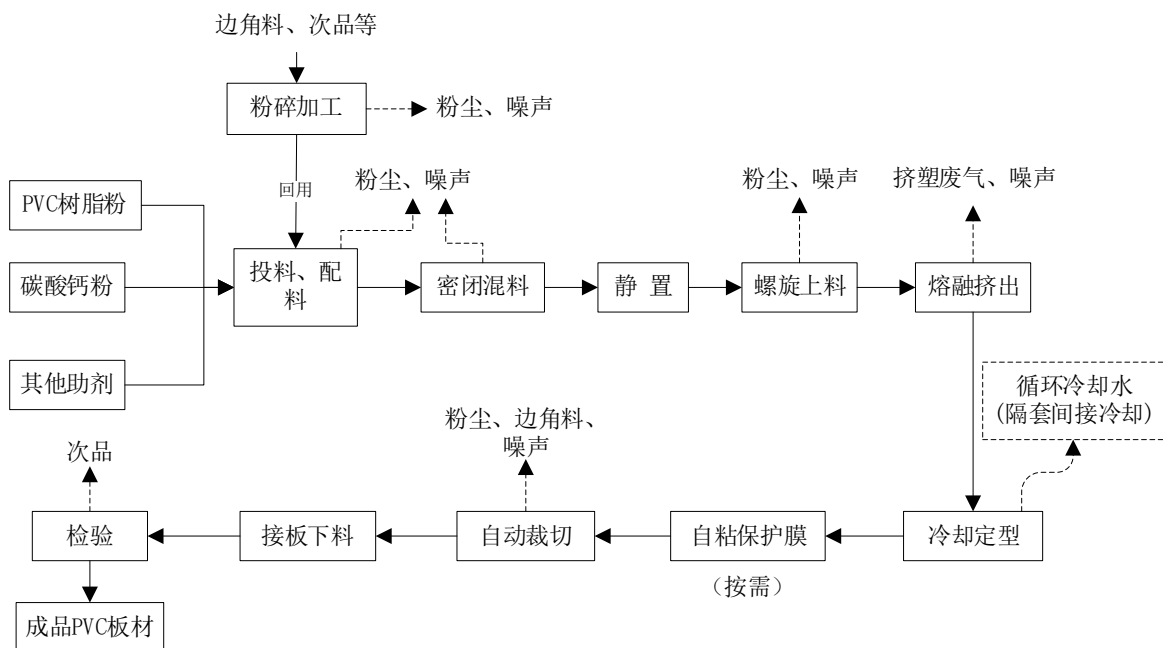 边角料、次品等
粉碎加工
粉尘、噪声
回用
PVC树脂粉
碳酸钙粉
其他助剂
粉尘、噪声
粉尘、噪声
挤塑废气、噪声
投料、配
料
密闭混料
静 置
螺旋上料
熔融挤出
循环冷却水
(隔套间接冷却)
粉尘、边角料、
噪声
次品
检验
接板下料
自动裁切
自粘保护膜
冷却定型
（按需）
成品PVC板材